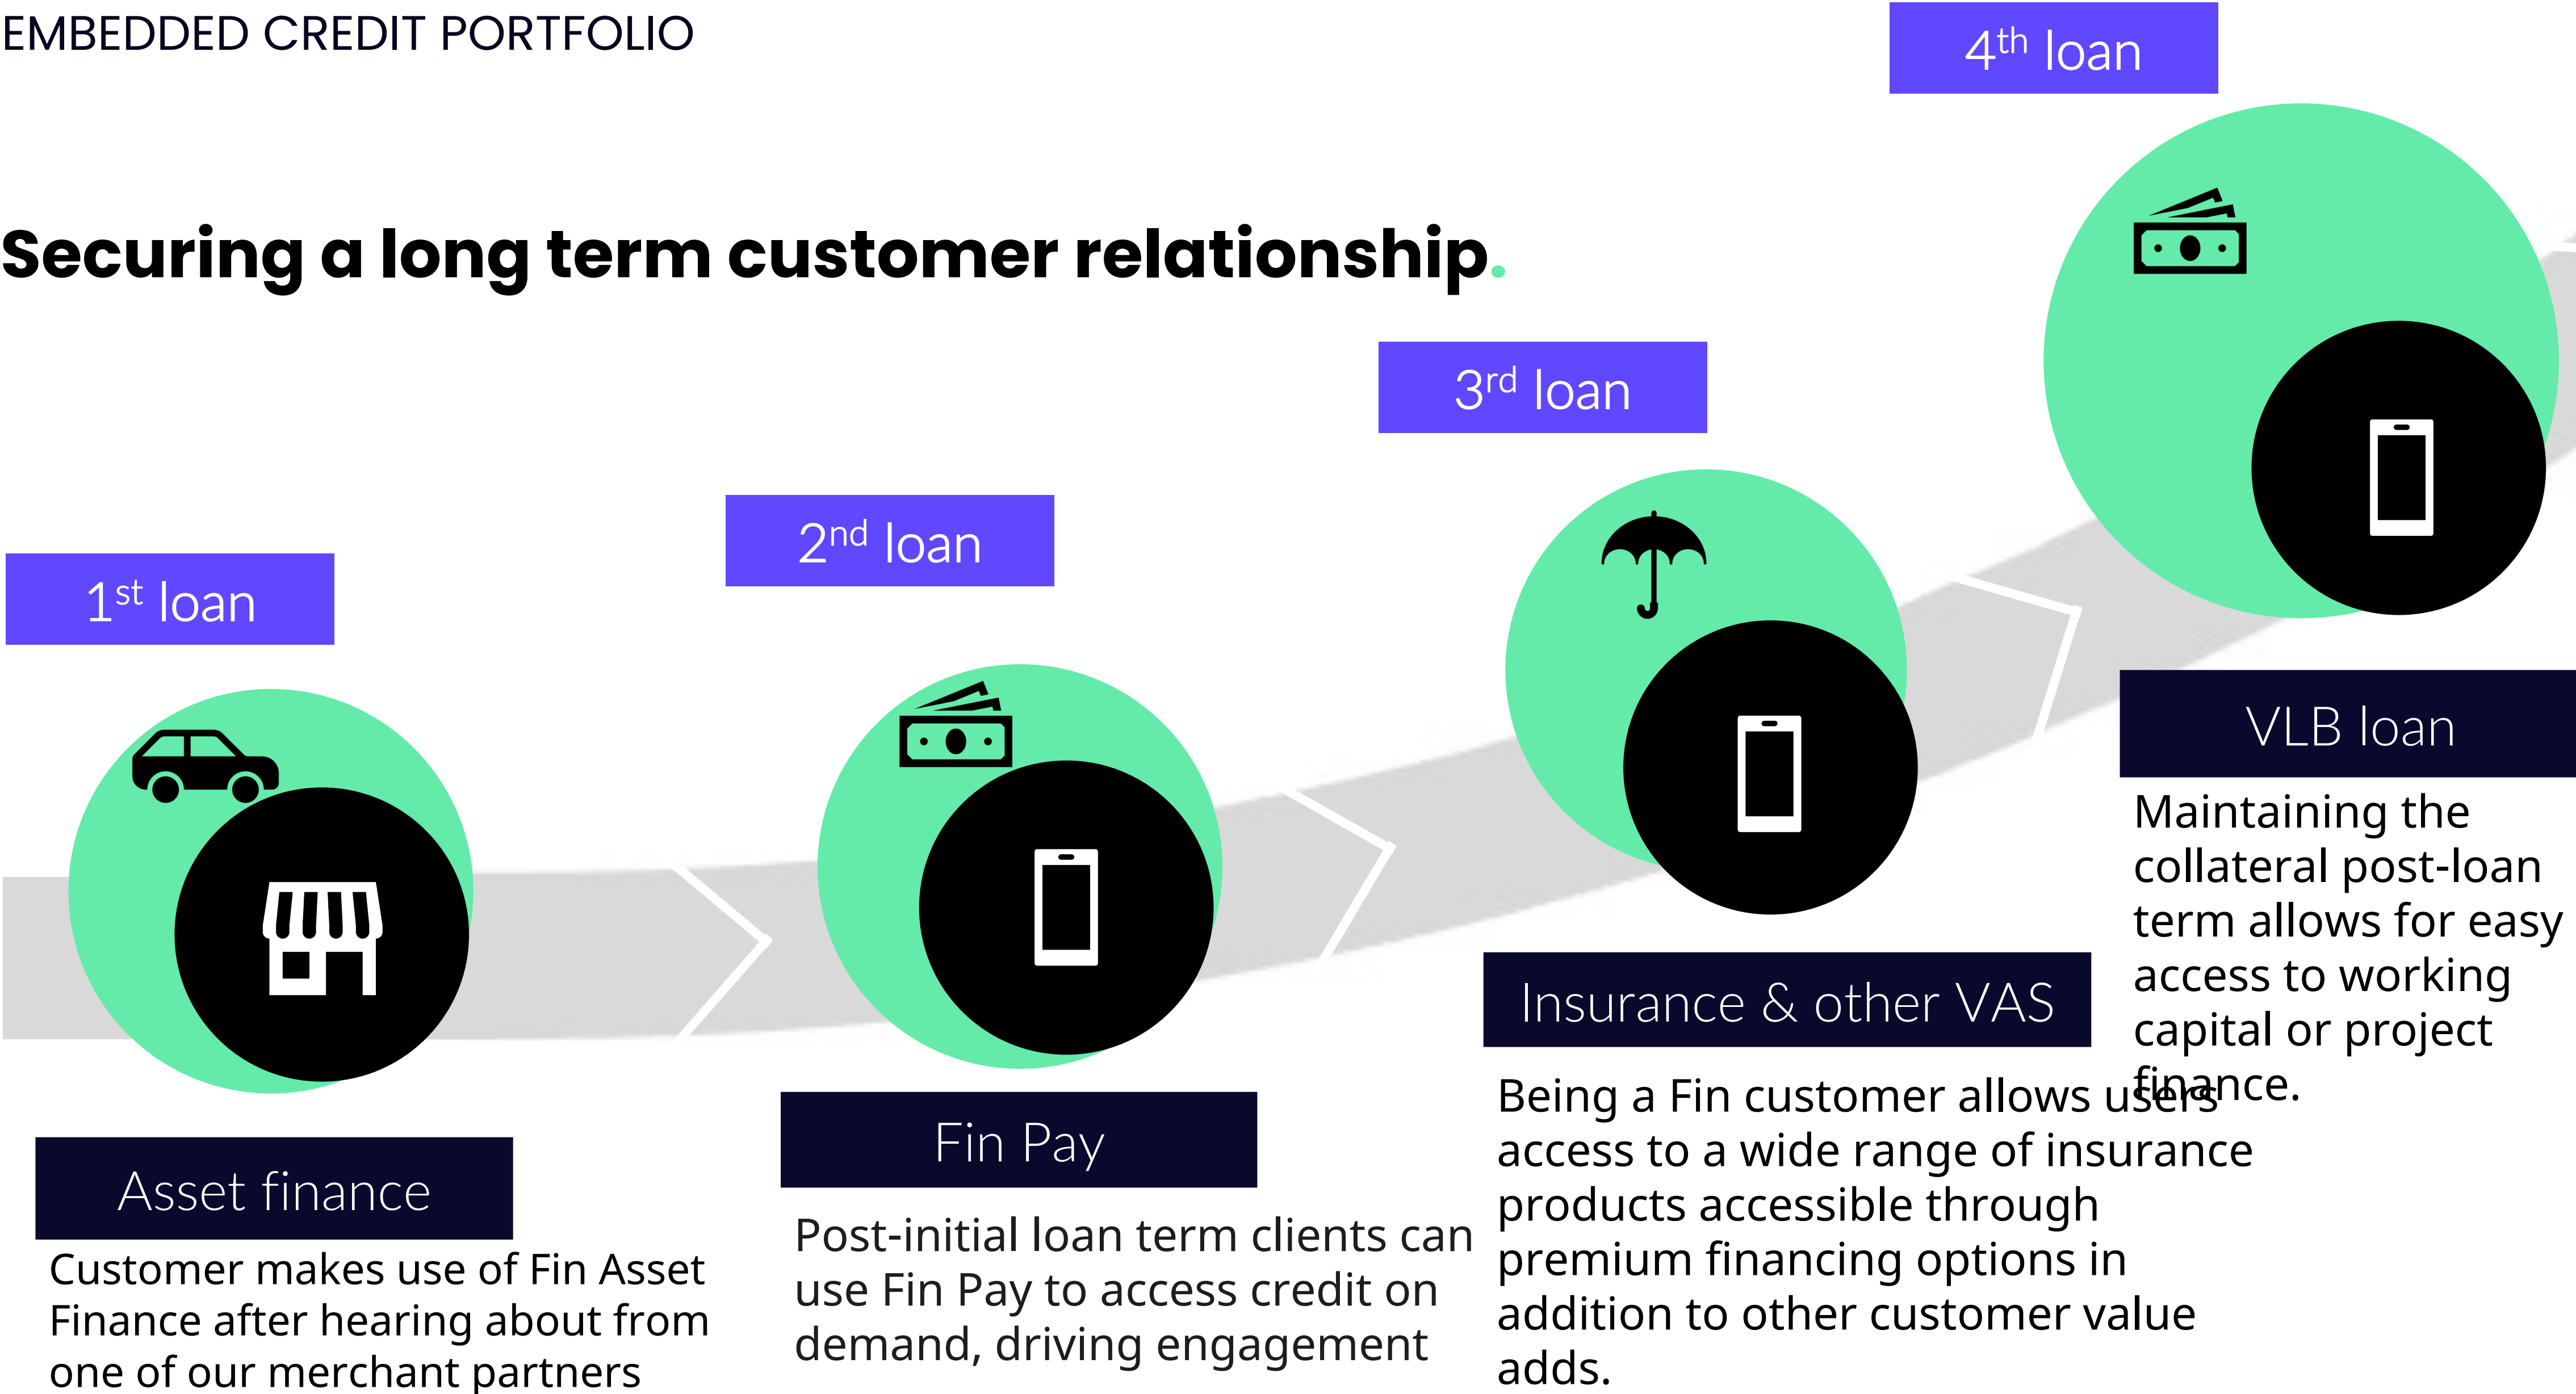 EMBEDDED CREDIT PORTFOLIO
Securing a long term customer relationship.
1st loan
Asset finance
Customer makes use of Fin Asset
Finance after hearing about from
one of our merchant partners
2nd loan
Fin Pay
Post-initial loan term clients can
use Fin Pay to access credit on
demand, driving engagement
3rd loan
Insurance & other VAS
Being a Fin customer allows users
access to a wide range of insurance
products accessible through
premium financing options in
addition to other customer value
adds.
4th loan
VLB loan
Maintaining the
collateral post-loan
term allows for easy
access to working
capital or project
finance.